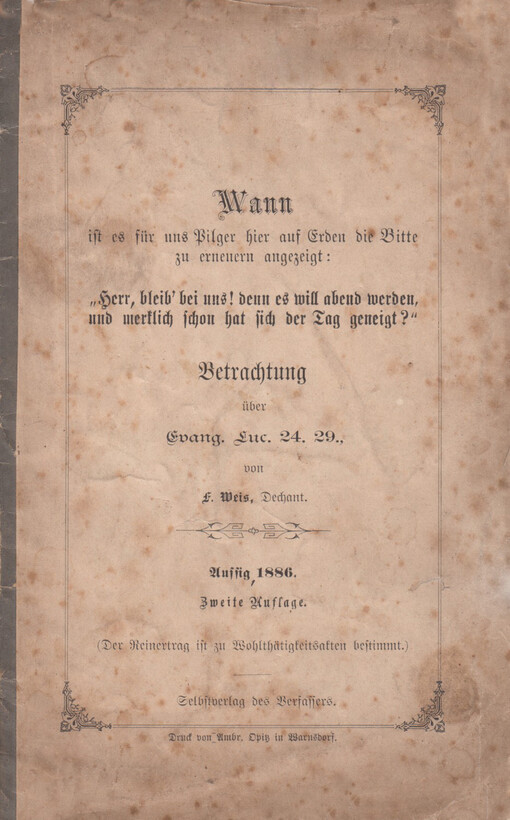 Wann
ist es für uns Pilger hier auf Erden die Bitte
zu erneuern angezeigt:
„Herr, bleib' bei uns! denn es will abend werden,
und merklich schon hat sich der Tag geneigt?“
Betrachtung
über
Evang. Luc. 24. 29.,
von
F. Weis, Dechant.
Aussig, 1886.
Zweite Auflage.
(Der Reinertrag ist zu Wohlthätigkeitsakten bestimmt.)
Selbstverlag des Verfassers.
Druck von Ambr. Opitz in Warnsdorf.